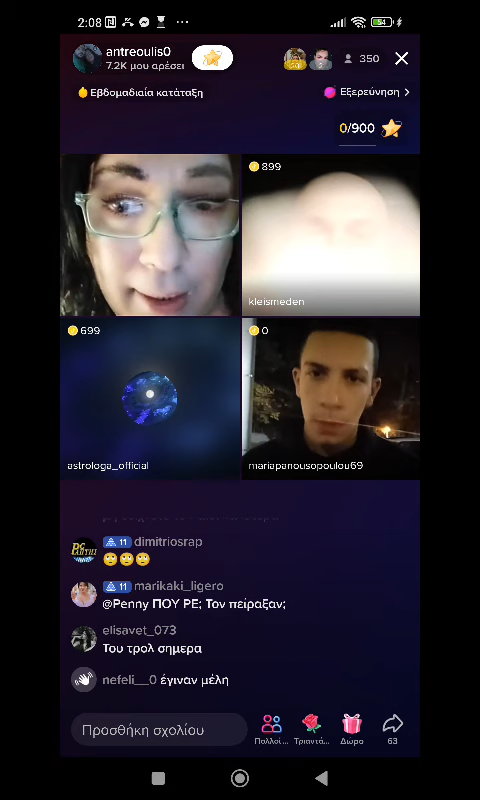 2:08
54
antreoulis0
7.2K μου αρέσει
350
Εβδομαδιαία κατάταξη
Εξερεύνηση
0/900
899
kleismeden
699
astrologa_official
0
mariapanousopoulou69
11 dimitriosrap
🙄🙄🙄
11 marikaki_ligero
@Penny ΠΟΥ ΡΕ; Τον πείραξαν;
elisavet_073
Του τρολ σημερα
nefeli__0 έγιναν μέλη
Προσθήκη σχολίου
Πολλοί...
Τριαντά...
Δώρο
63